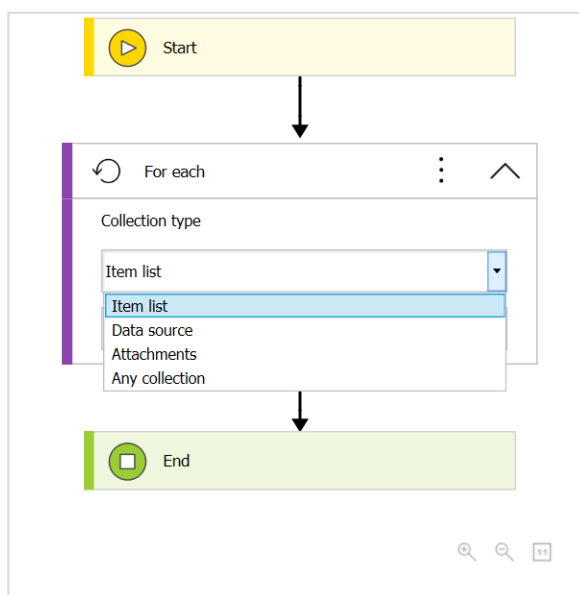 Start
For each
Collection type
Item list
Item list
Data source
Attachments
Any collection
End